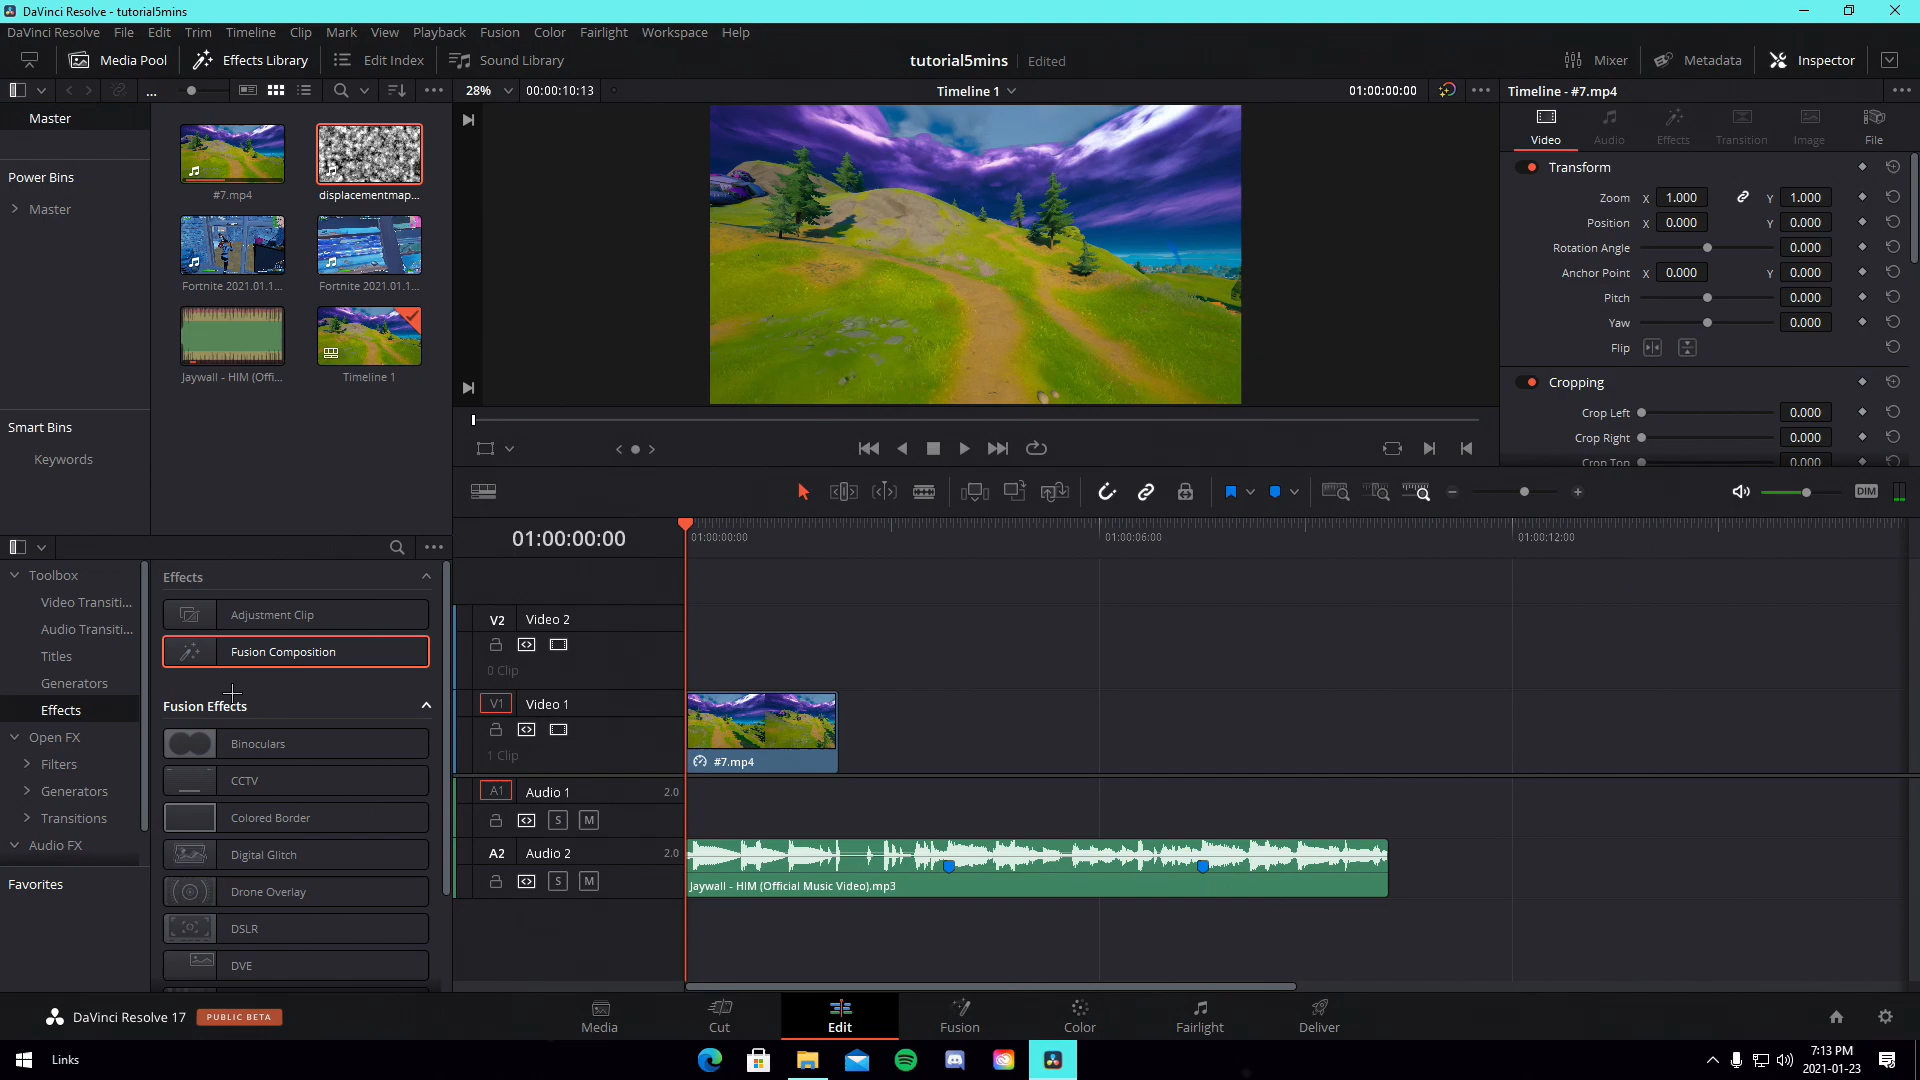 DaVinci Resolve - tutorial5mins
DaVinci Resolve File Edit Trim Timeline Clip Mark View Playback Fusion Color Fairlight Workspace Help
Media Pool Effects Library Edit Index Sound Library tutorial5mins Edited Mixer Metadata Inspector
... 28% 00:00:10:13 Timeline 1 01:00:00:00 Timeline - #7.mp4
Master
Power Bins
Master
Smart Bins
Keywords
#7.mp4 displacementmap...
Fortnite 2021.01.1... Fortnite 2021.01.1...
Jaywall - HIM (Offi... Timeline 1
Video Audio Effects Transition Image File
Transform
Zoom X 1.000 Y 1.000
Position X 0.000 Y 0.000
Rotation Angle 0.000
Anchor Point X 0.000 Y 0.000
Pitch 0.000
Yaw 0.000
Flip
Cropping
Crop Left 0.000
Crop Right 0.000
Crop Top 0.000
DIM
Toolbox
Video Transiti...
Audio Transiti...
Titles
Generators
Effects
Open FX
Filters
Generators
Transitions
Audio FX
Favorites
Effects
Adjustment Clip
Fusion Composition
Fusion Effects
Binoculars
CCTV
Colored Border
Digital Glitch
Drone Overlay
DSLR
DVE
01:00:00:00 01:00:00:00 01:00:06:00 01:00:12:00
V2 Video 2
0 Clip
V1 Video 1
1 Clip
#7.mp4
A1 Audio 1 2.0
S M
A2 Audio 2 2.0
S M
Jaywall - HIM (Official Music Video).mp3
DaVinci Resolve 17 PUBLIC BETA
Media Cut Edit Fusion Color Fairlight Deliver
Links
7:13 PM
2021-01-23